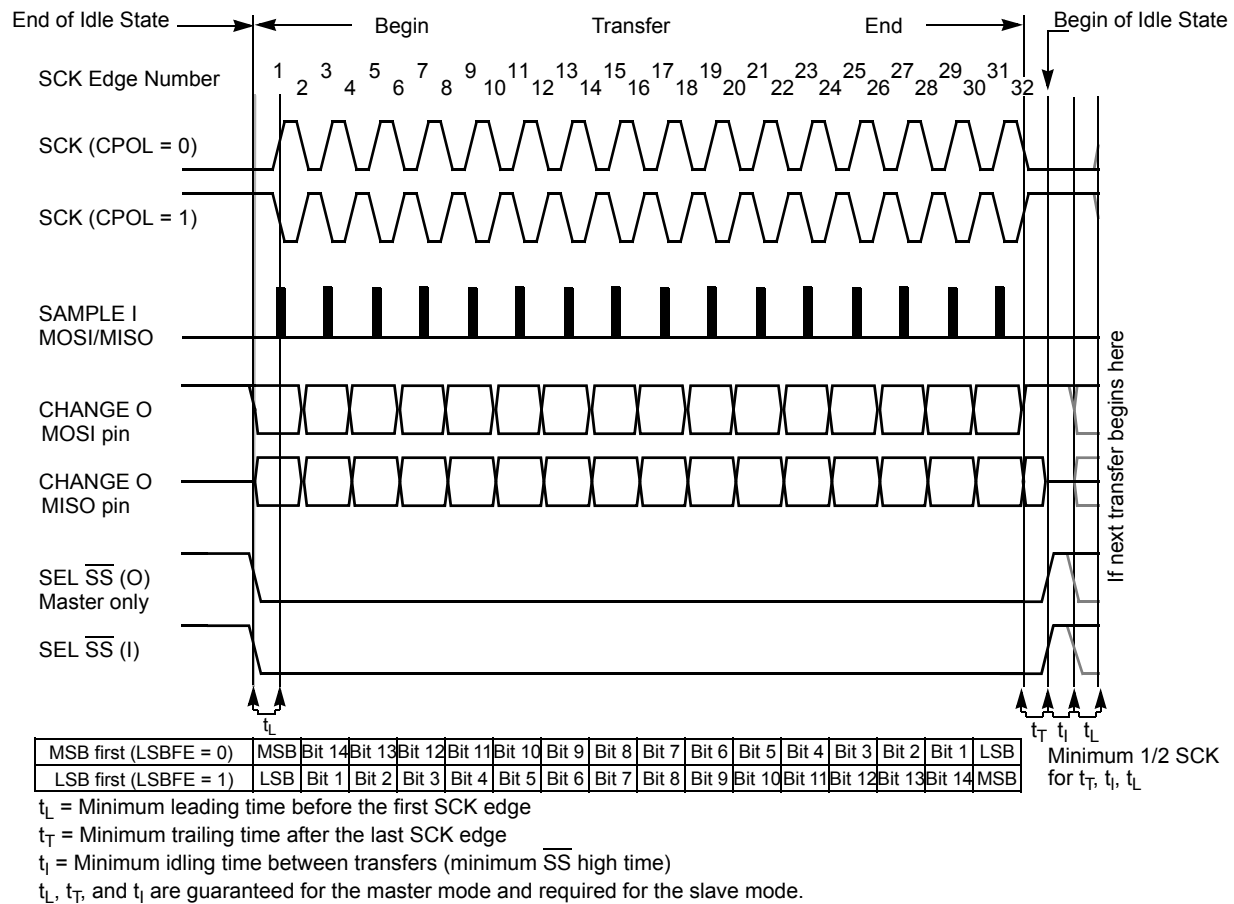 End of Idle State
Begin
Transfer
End
Begin of Idle State
SCK Edge Number
1 3 5 7 9 11 13 15 17 19 21 23 25 27 29 31
2 4 6 8 10 12 14 16 18 20 22 24 26 28 30 32
SCK (CPOL = 0)
SCK (CPOL = 1)
SAMPLE I
MOSI/MISO
CHANGE O
MOSI pin
CHANGE O
MISO pin
SEL S̅S̅ (O)
Master only
SEL S̅S̅ (I)
If next transfer begins here
tL
tT tI tL
MSB first (LSBFE = 0) MSB Bit 14 Bit 13 Bit 12 Bit 11 Bit 10 Bit 9 Bit 8 Bit 7 Bit 6 Bit 5 Bit 4 Bit 3 Bit 2 Bit 1 LSB
LSB first (LSBFE = 1) LSB Bit 1 Bit 2 Bit 3 Bit 4 Bit 5 Bit 6 Bit 7 Bit 8 Bit 9 Bit 10 Bit 11 Bit 12 Bit 13 Bit 14 MSB
Minimum 1/2 SCK
for tT, tI, tL
tL = Minimum leading time before the first SCK edge
tT = Minimum trailing time after the last SCK edge
tI = Minimum idling time between transfers (minimum S̅S̅ high time)
tL, tT, and tI are guaranteed for the master mode and required for the slave mode.